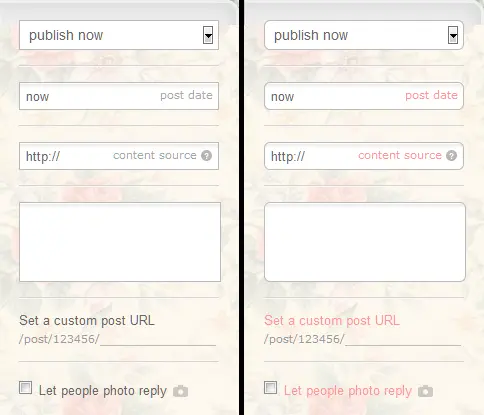 publish now
now post date
http:// content source ?
Set a custom post URL
/post/123456/
Let people photo reply
publish now
now post date
http:// content source ?
Set a custom post URL
/post/123456/
Let people photo reply